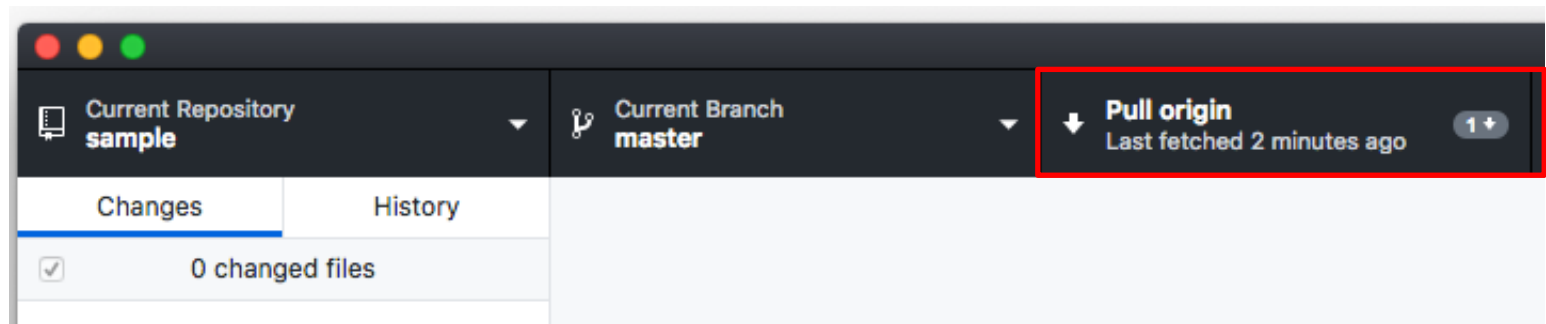 Current Repository
sample
Current Branch
master
Pull origin
Last fetched 2 minutes ago
1
Changes
History
0 changed files